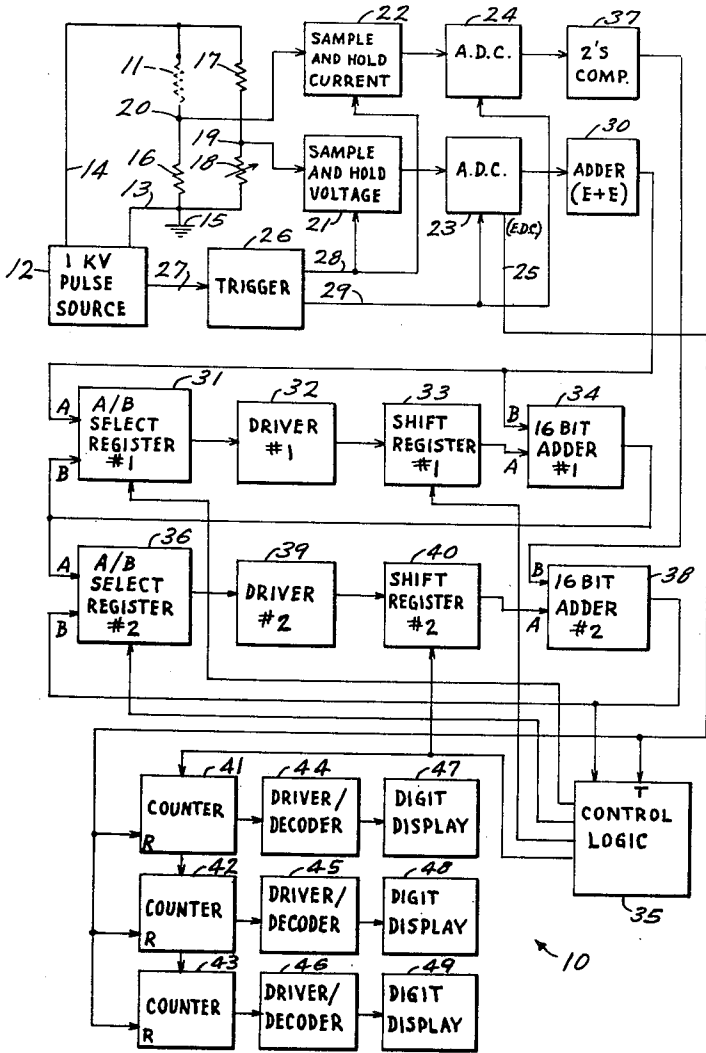 22
24
37
11
17
SAMPLE
AND HOLD
CURRENT
A.D.C.
2'S
COMP.
20
19
30
16
18
SAMPLE
AND HOLD
VOLTAGE
A.D.C.
ADDER
(E+E)
14
13
15
21
23
(E.D.C.)
26
28
25
12
1 KV
PULSE
SOURCE
27
TRIGGER
29
31
32
33
34
A
A/B
SELECT
REGISTER
#1
B
DRIVER
#1
SHIFT
REGISTER
#1
B
A
16 BIT
ADDER
#1
36
39
40
38
A
A/B
SELECT
REGISTER
#2
B
DRIVER
#2
SHIFT
REGISTER
#2
B
A
16 BIT
ADDER
#2
41
44
47
COUNTER
R
DRIVER/
DECODER
DIGIT
DISPLAY
T
CONTROL
LOGIC
35
42
45
48
COUNTER
R
DRIVER/
DECODER
DIGIT
DISPLAY
10
43
46
49
COUNTER
R
DRIVER/
DECODER
DIGIT
DISPLAY